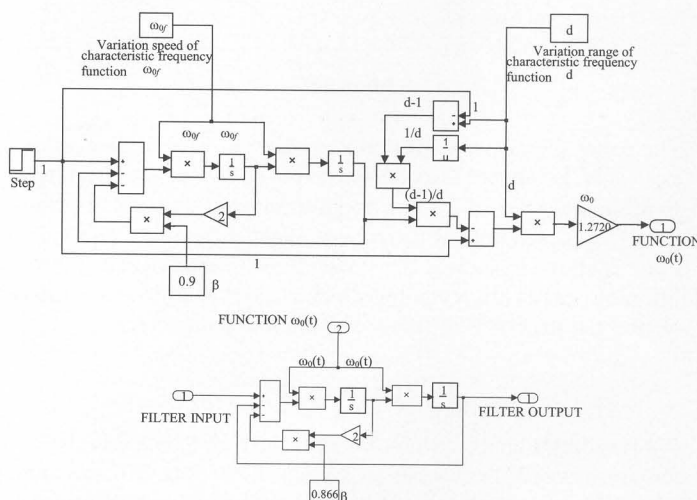 ω0f
d
Variation speed of
characteristic frequency
function ω0f
Variation range of
characteristic frequency
function d
d-1
-
+
1
1/d
1
u
ω0f ω0f
Step
1
+
-
-
×
1
s
×
1
s
×
(d-1)/d
×
-
+
d
×
ω0
1.2720
1
FUNCTION
ω0(t)
×
2
1
0.9
β
FUNCTION ω0(t)
2
ω0(t) ω0(t)
1
FILTER INPUT
+
-
-
×
1
s
×
1
s
1
FILTER OUTPUT
×
2
0.866
β